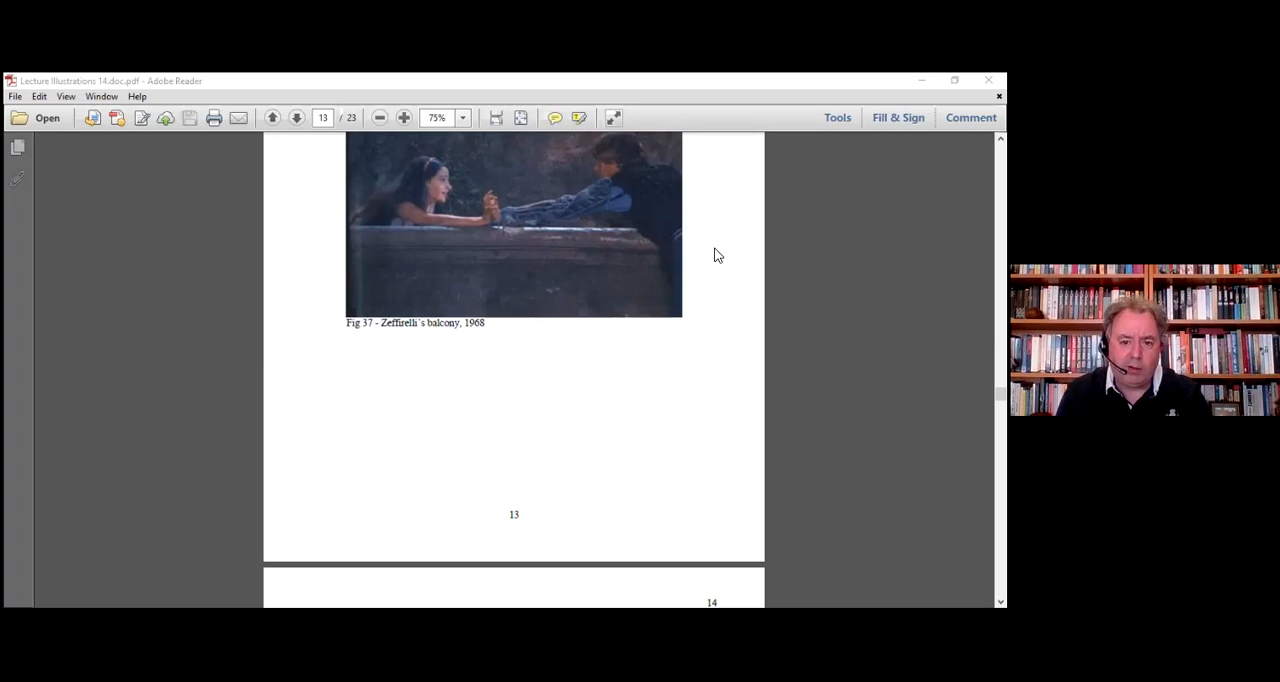 Lecture Illustrations 14.doc.pdf - Adobe Reader
File Edit View Window Help
Open 13 / 23 75% Tools Fill & Sign Comment
Fig 37 - Zeffirelli's balcony, 1968
13
14